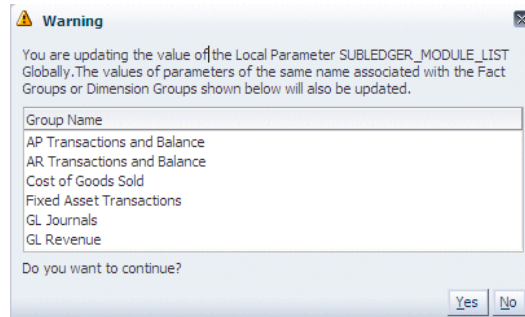 Warning
You are updating the value of the Local Parameter SUBLEDGER_MODULE_LIST
Globally.The values of parameters of the same name associated with the Fact
Groups or Dimension Groups shown below will also be updated.
Group Name
AP Transactions and Balance
AR Transactions and Balance
Cost of Goods Sold
Fixed Asset Transactions
GL Journals
GL Revenue
Do you want to continue?
Yes No